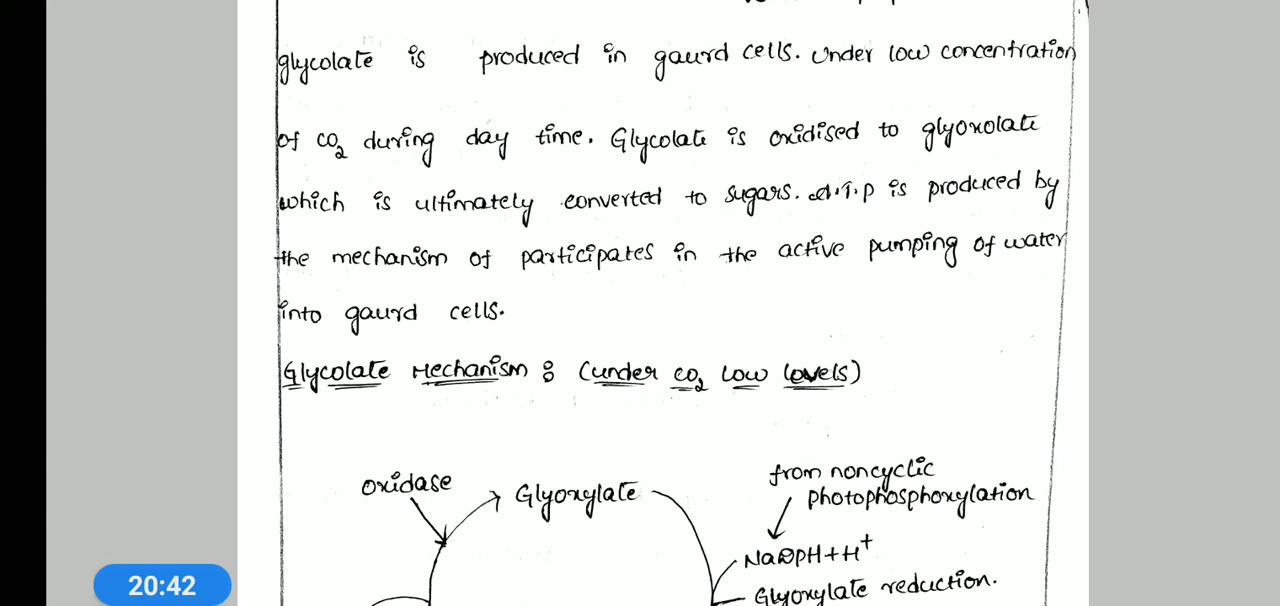 glycolate is produced in gaurd cells. Under low concentration
of CO2 during day time. Glycolate is oxidised to glyoxolate
which is ultimately converted to sugars. A.T.P is produced by
the mechanism of participates in the active pumping of water
into gaurd cells.
Glycolate Mechanism : (under CO2 low levels)
from noncyclic
oxidase
Glyoxylate
photophosphoxylation
NaDPH+H+
Glyoxylate reduction.
20:42